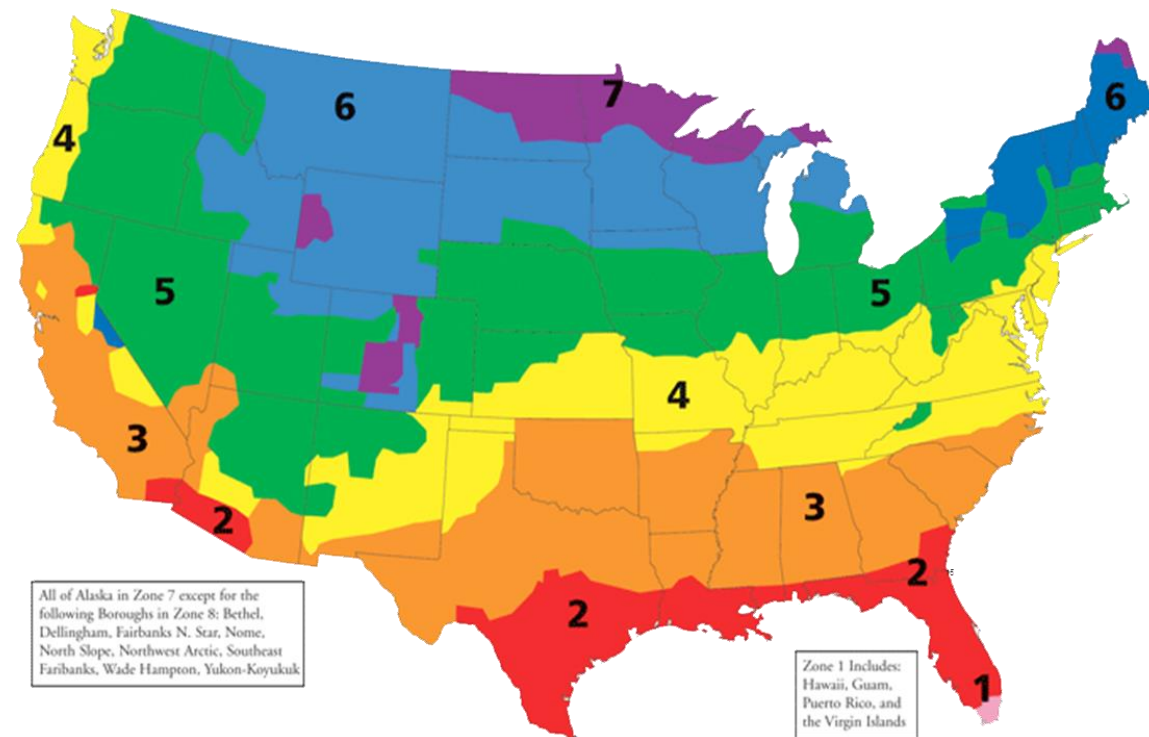 7
6
6
4
5
5
4
3
3
2
2
2
1
All of Alaska in Zone 7 except for the
following Boroughs in Zone 8: Bethel,
Dellingham, Fairbanks N. Star, Nome,
North Slope, Northwest Arctic, Southeast
Faribanks, Wade Hampton, Yukon-Koyukuk
Zone 1 Includes:
Hawaii, Guam,
Puerto Rico, and
the Virgin Islands